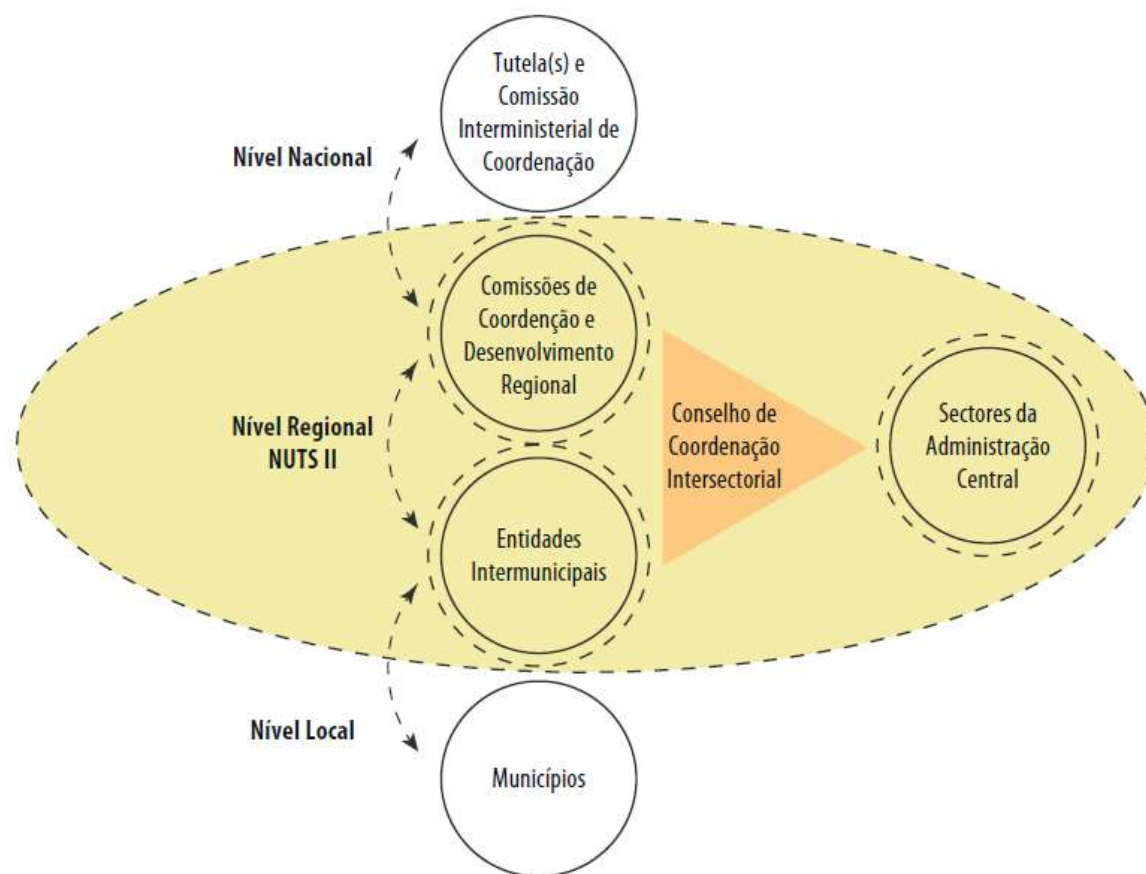 Tutela(s) e
Comissão
Interministerial de
Coordenação
Nível Nacional
Comissões de
Coordenção e
Desenvolvimento
Regional
Nível Regional
NUTS II
Conselho de
Coordenação
Intersectorial
Sectores da
Administração
Central
Entidades
Intermunicipais
Nível Local
Municípios